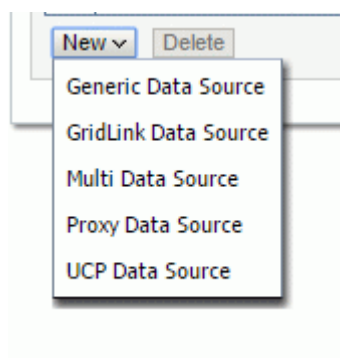 New Delete
Generic Data Source
GridLink Data Source
Multi Data Source
Proxy Data Source
UCP Data Source